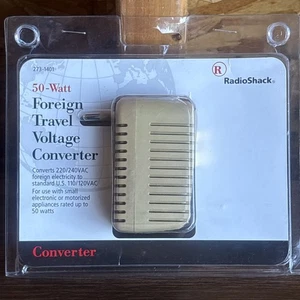 273-1401
RadioShack®
50-Watt
Foreign
Travel
Voltage
Converter
Converts 220/240VAC
foreign electricity to
standard U.S. 110/120VAC
For use with small
electronic or motorized
appliances rated up to
50 watts
Converter